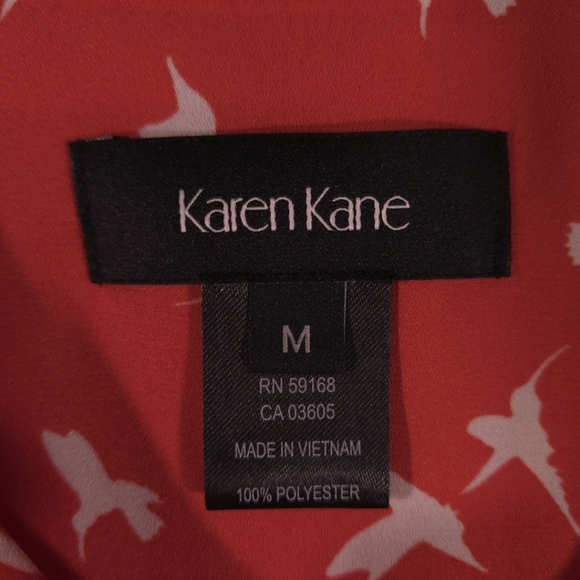 Karen Kane
M
RN 59168
CA 03605
MADE IN VIETNAM
100% POLYESTER